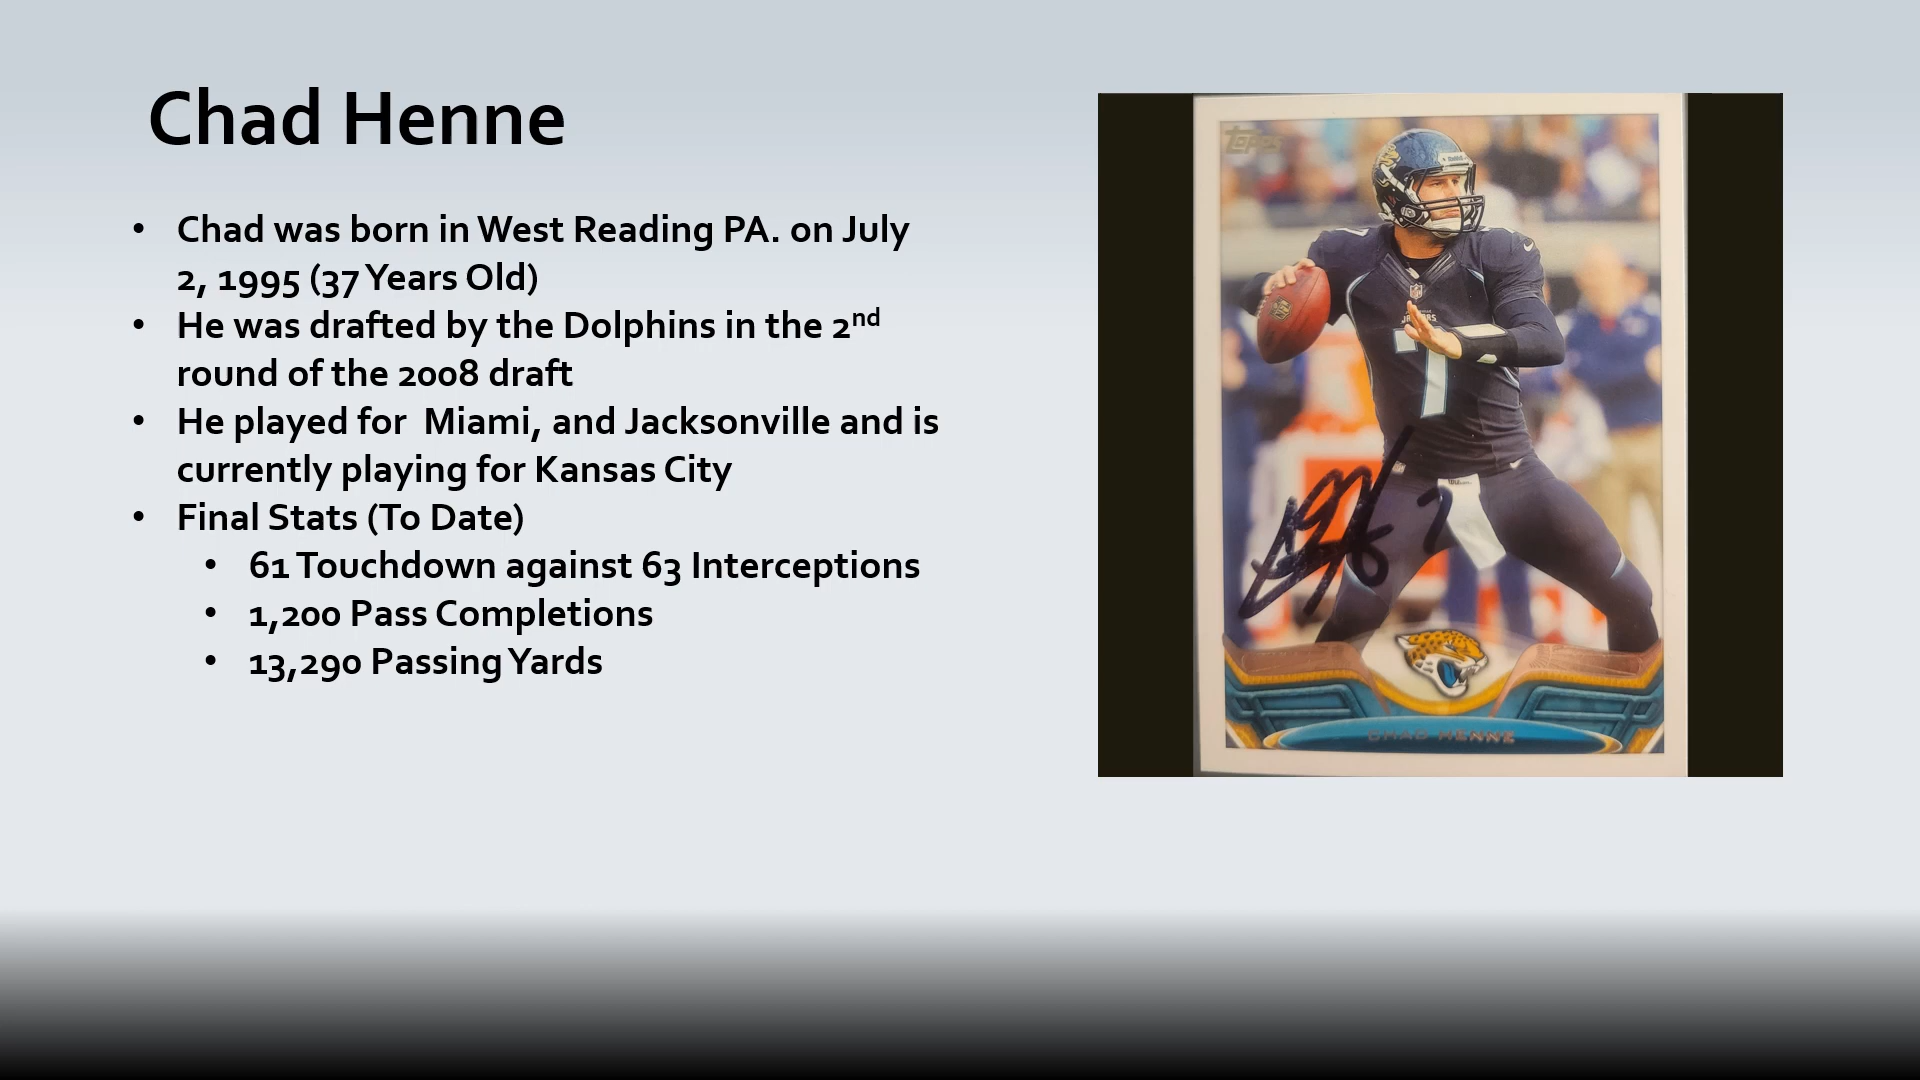 Chad Henne
• Chad was born in West Reading PA. on July
2, 1995 (37 Years Old)
• He was drafted by the Dolphins in the 2nd
round of the 2008 draft
• He played for  Miami, and Jacksonville and is
currently playing for Kansas City
• Final Stats (To Date)
• 61 Touchdown against 63 Interceptions
• 1,200 Pass Completions
• 13,290 Passing Yards
Topps
7
CHAD HENNE